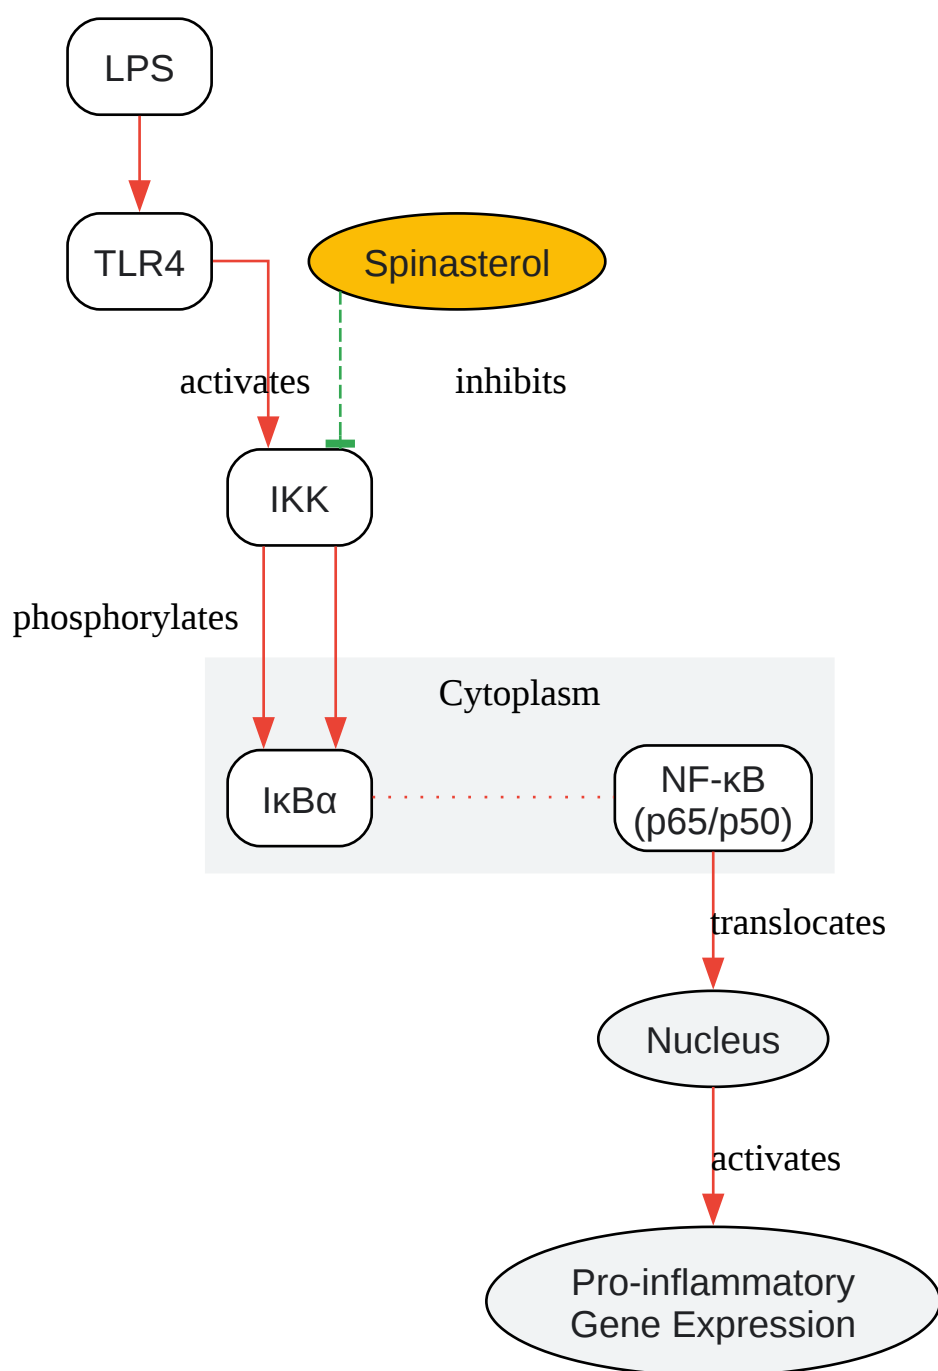 LPS
TLR4
Spinasterol
activates
inhibits
IKK
phosphorylates
Cytoplasm
IκBα
NF-κB
(p65/p50)
translocates
Nucleus
activates
Pro-inflammatory
Gene Expression